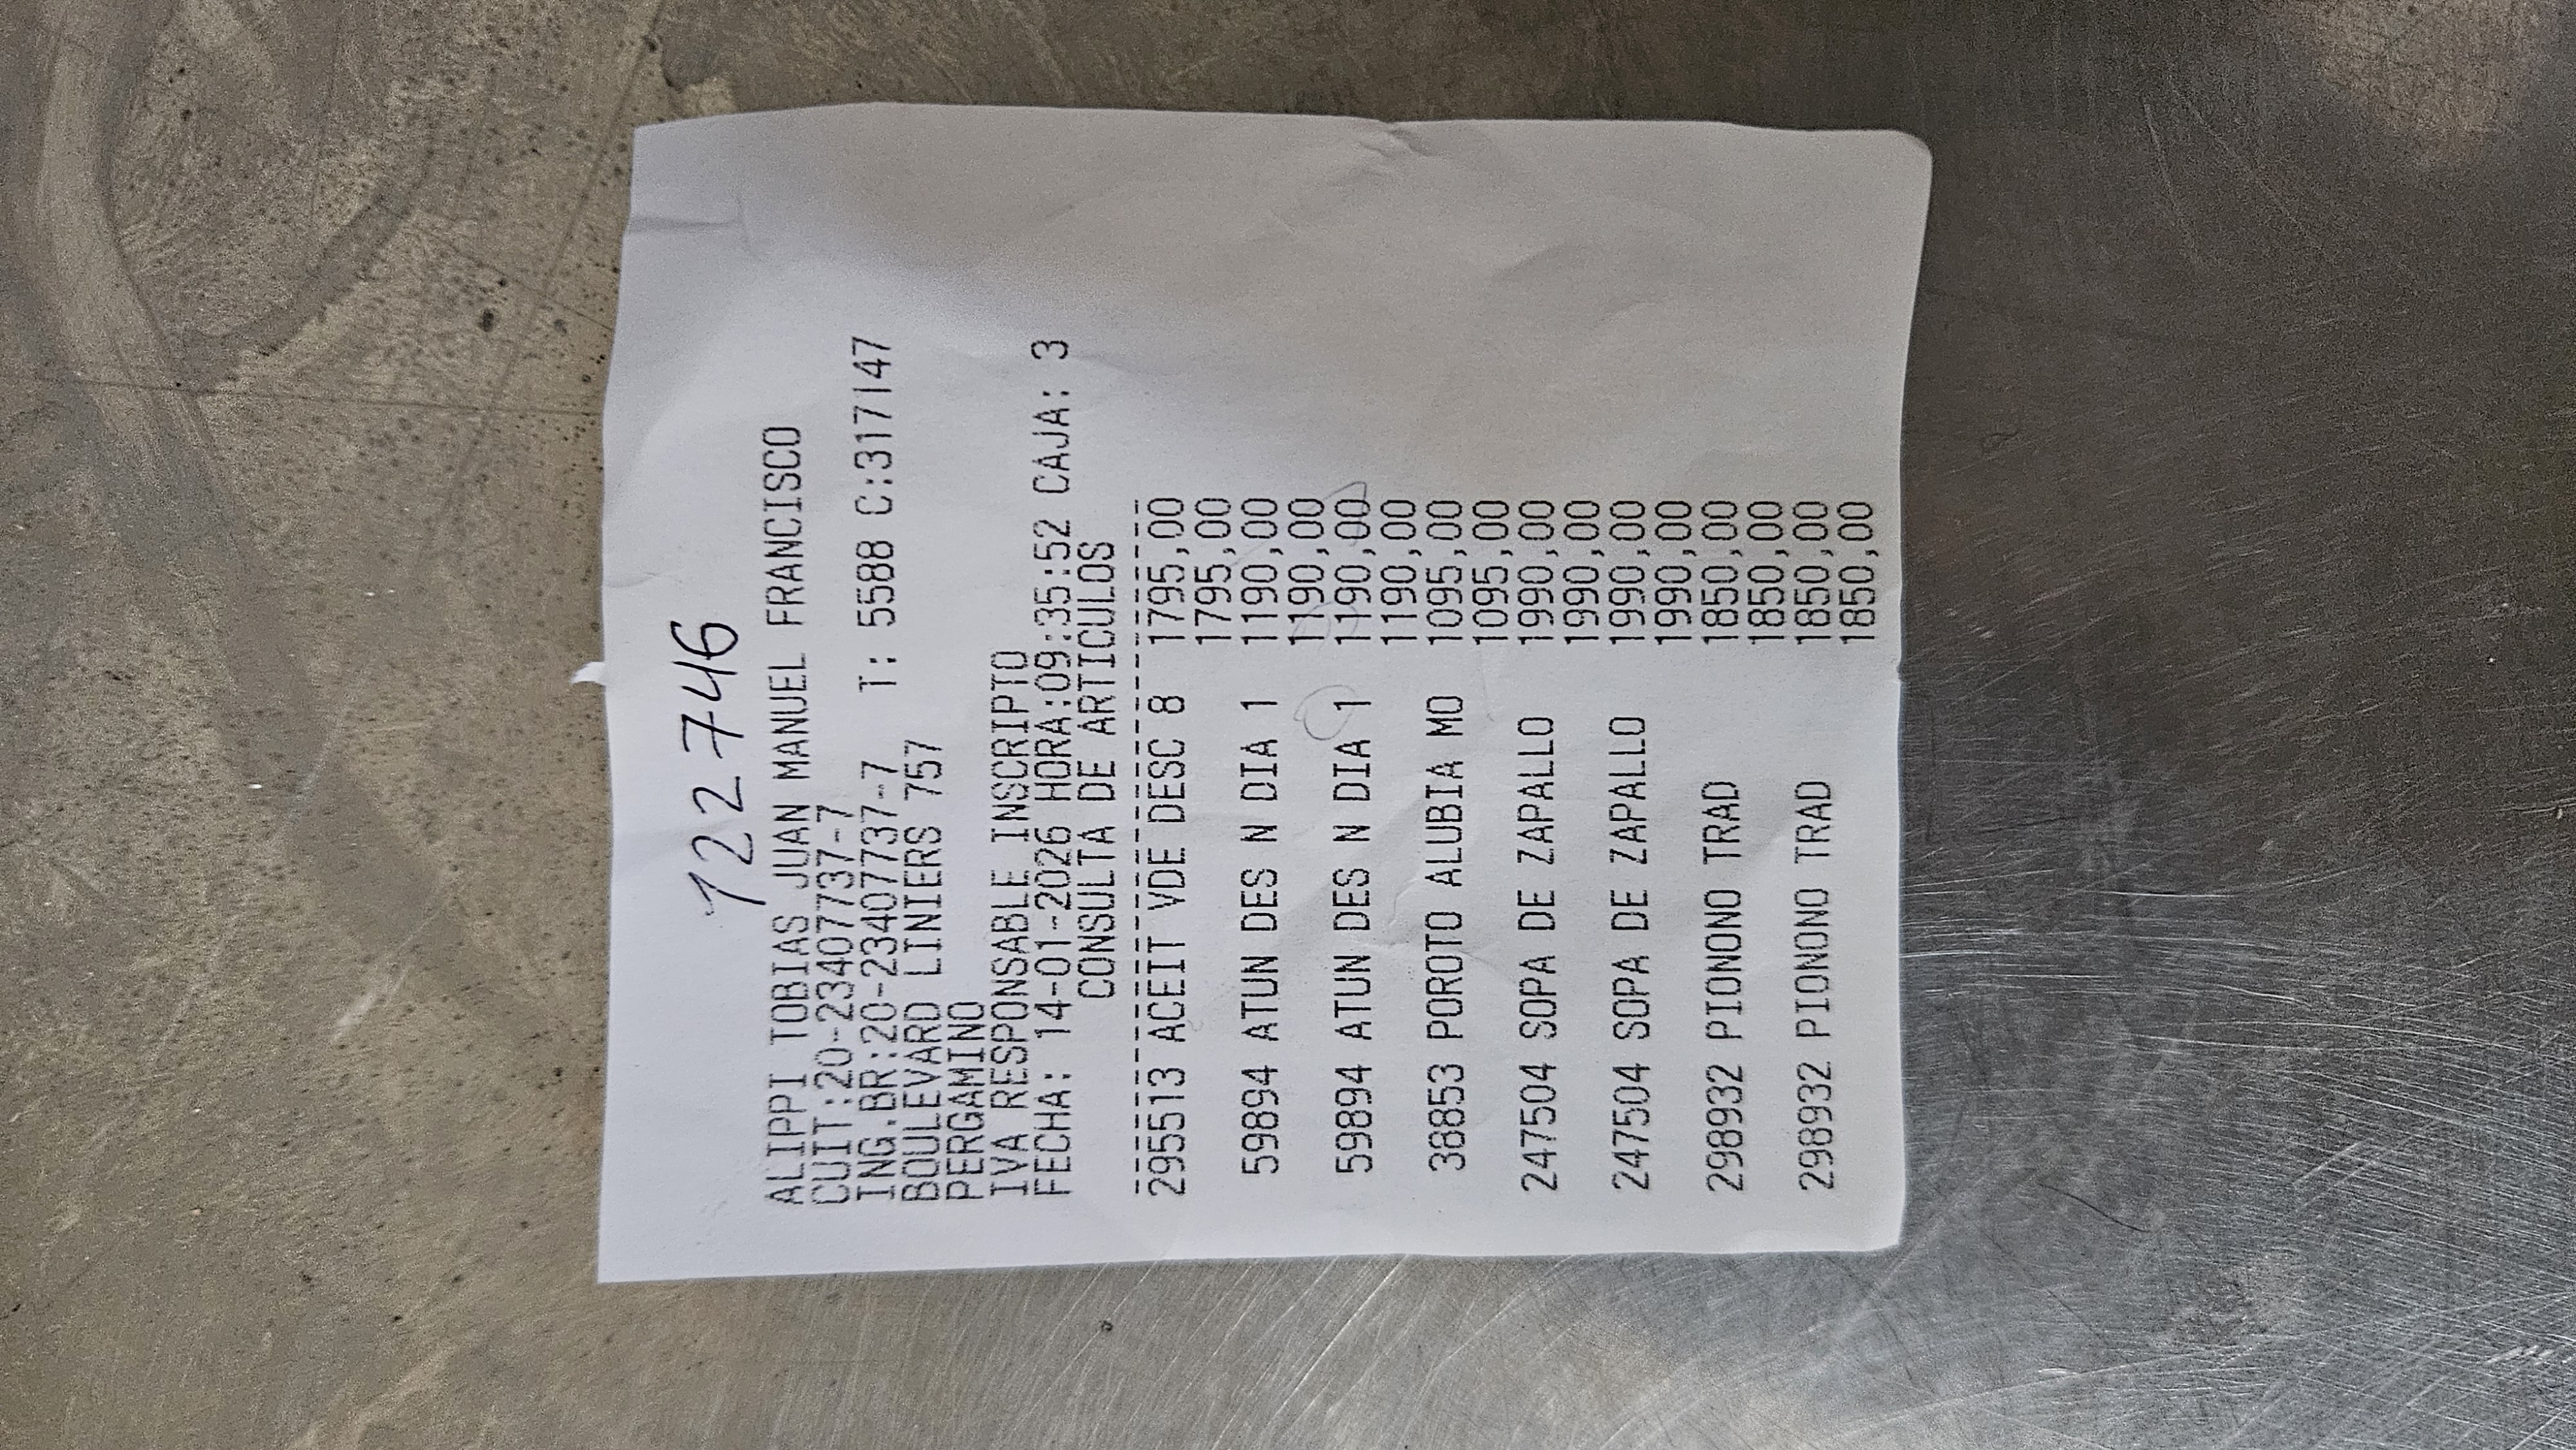 122746
ALIPPI TOBIAS JUAN MANUEL FRANCISCO
CUIT:20-23407737-7
ING.BR:20-23407737-7 T: 5588 C:317147
BOULEVARD LINIERS 757
PERGAMINO
IVA RESPONSABLE INSCRIPTO
FECHA: 14-01-2026 HORA:09:35:52 CAJA: 3
CONSULTA DE ARTICULOS
295513 ACEIT VDE DESC 8 1795,00
1795,00
59894 ATUN DES N DIA 1 1190,00
1190,00
59894 ATUN DES N DIA 1 1190,00
1190,00
38853 POROTO ALUBIA MO 1095,00
1095,00
247504 SOPA DE ZAPALLO 1990,00
1990,00
247504 SOPA DE ZAPALLO 1990,00
1990,00
298932 PIONONO TRAD 1850,00
1850,00
298932 PIONONO TRAD 1850,00
1850,00